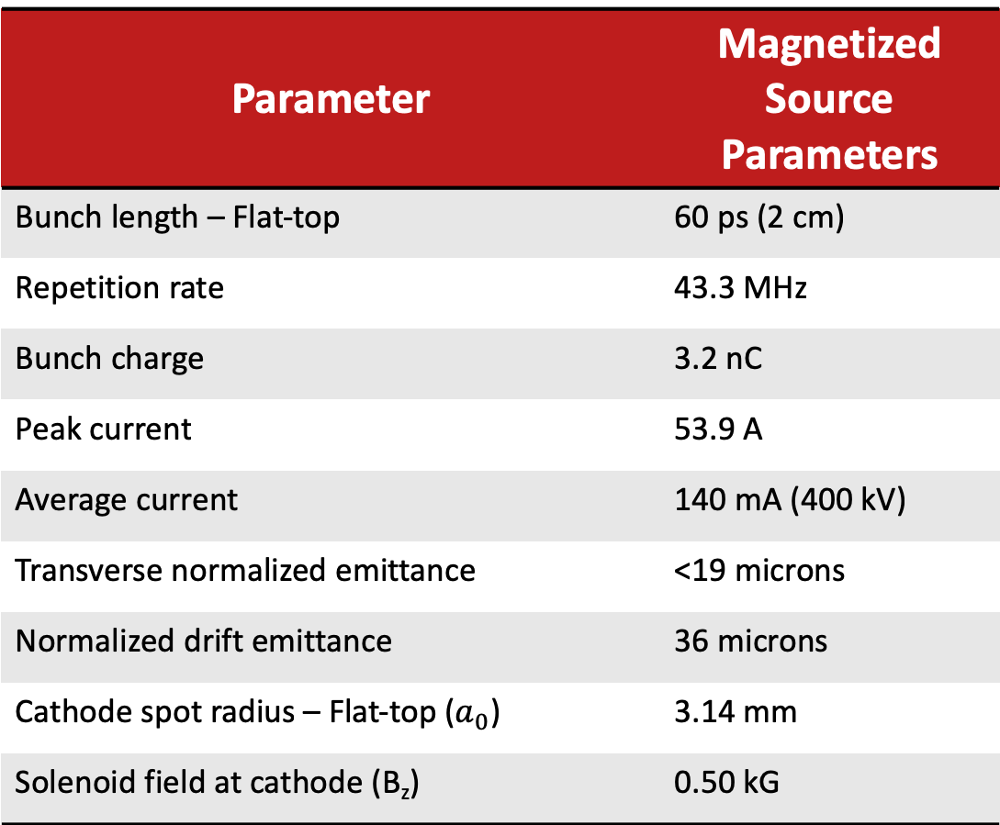 Parameter
Magnetized
Source
Parameters
Bunch length – Flat-top 60 ps (2 cm)
Repetition rate 43.3 MHz
Bunch charge 3.2 nC
Peak current 53.9 A
Average current 140 mA (400 kV)
Transverse normalized emittance <19 microns
Normalized drift emittance 36 microns
Cathode spot radius – Flat-top (𝑎₀) 3.14 mm
Solenoid field at cathode (B_z) 0.50 kG